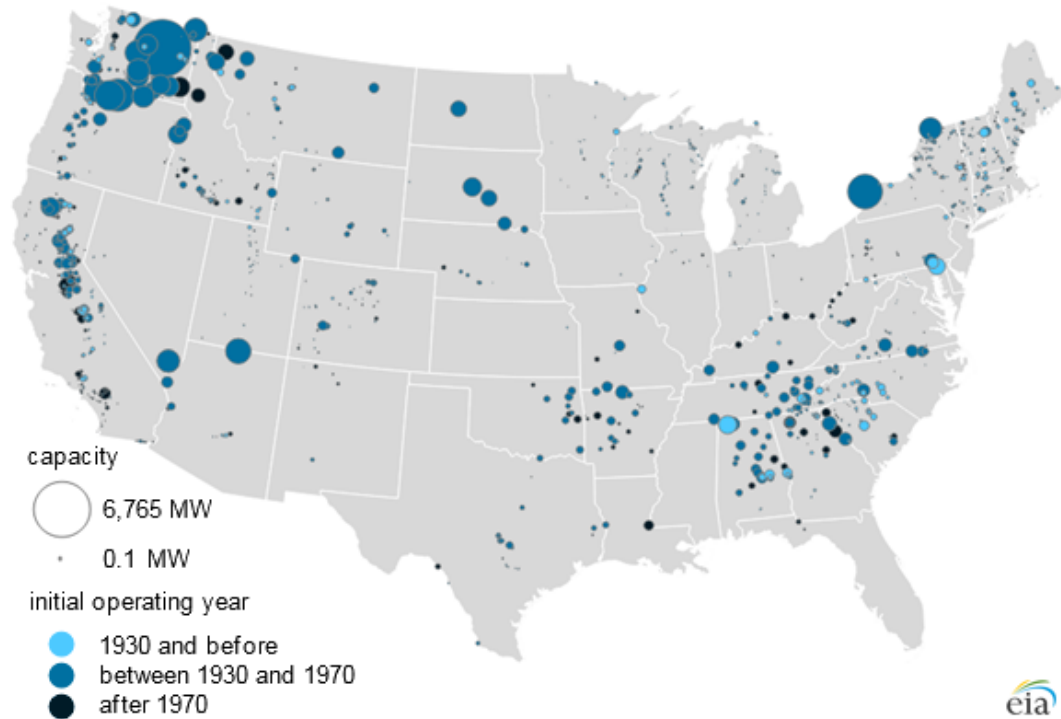 capacity
6,765 MW
0.1 MW
initial operating year
1930 and before
between 1930 and 1970
after 1970
eia